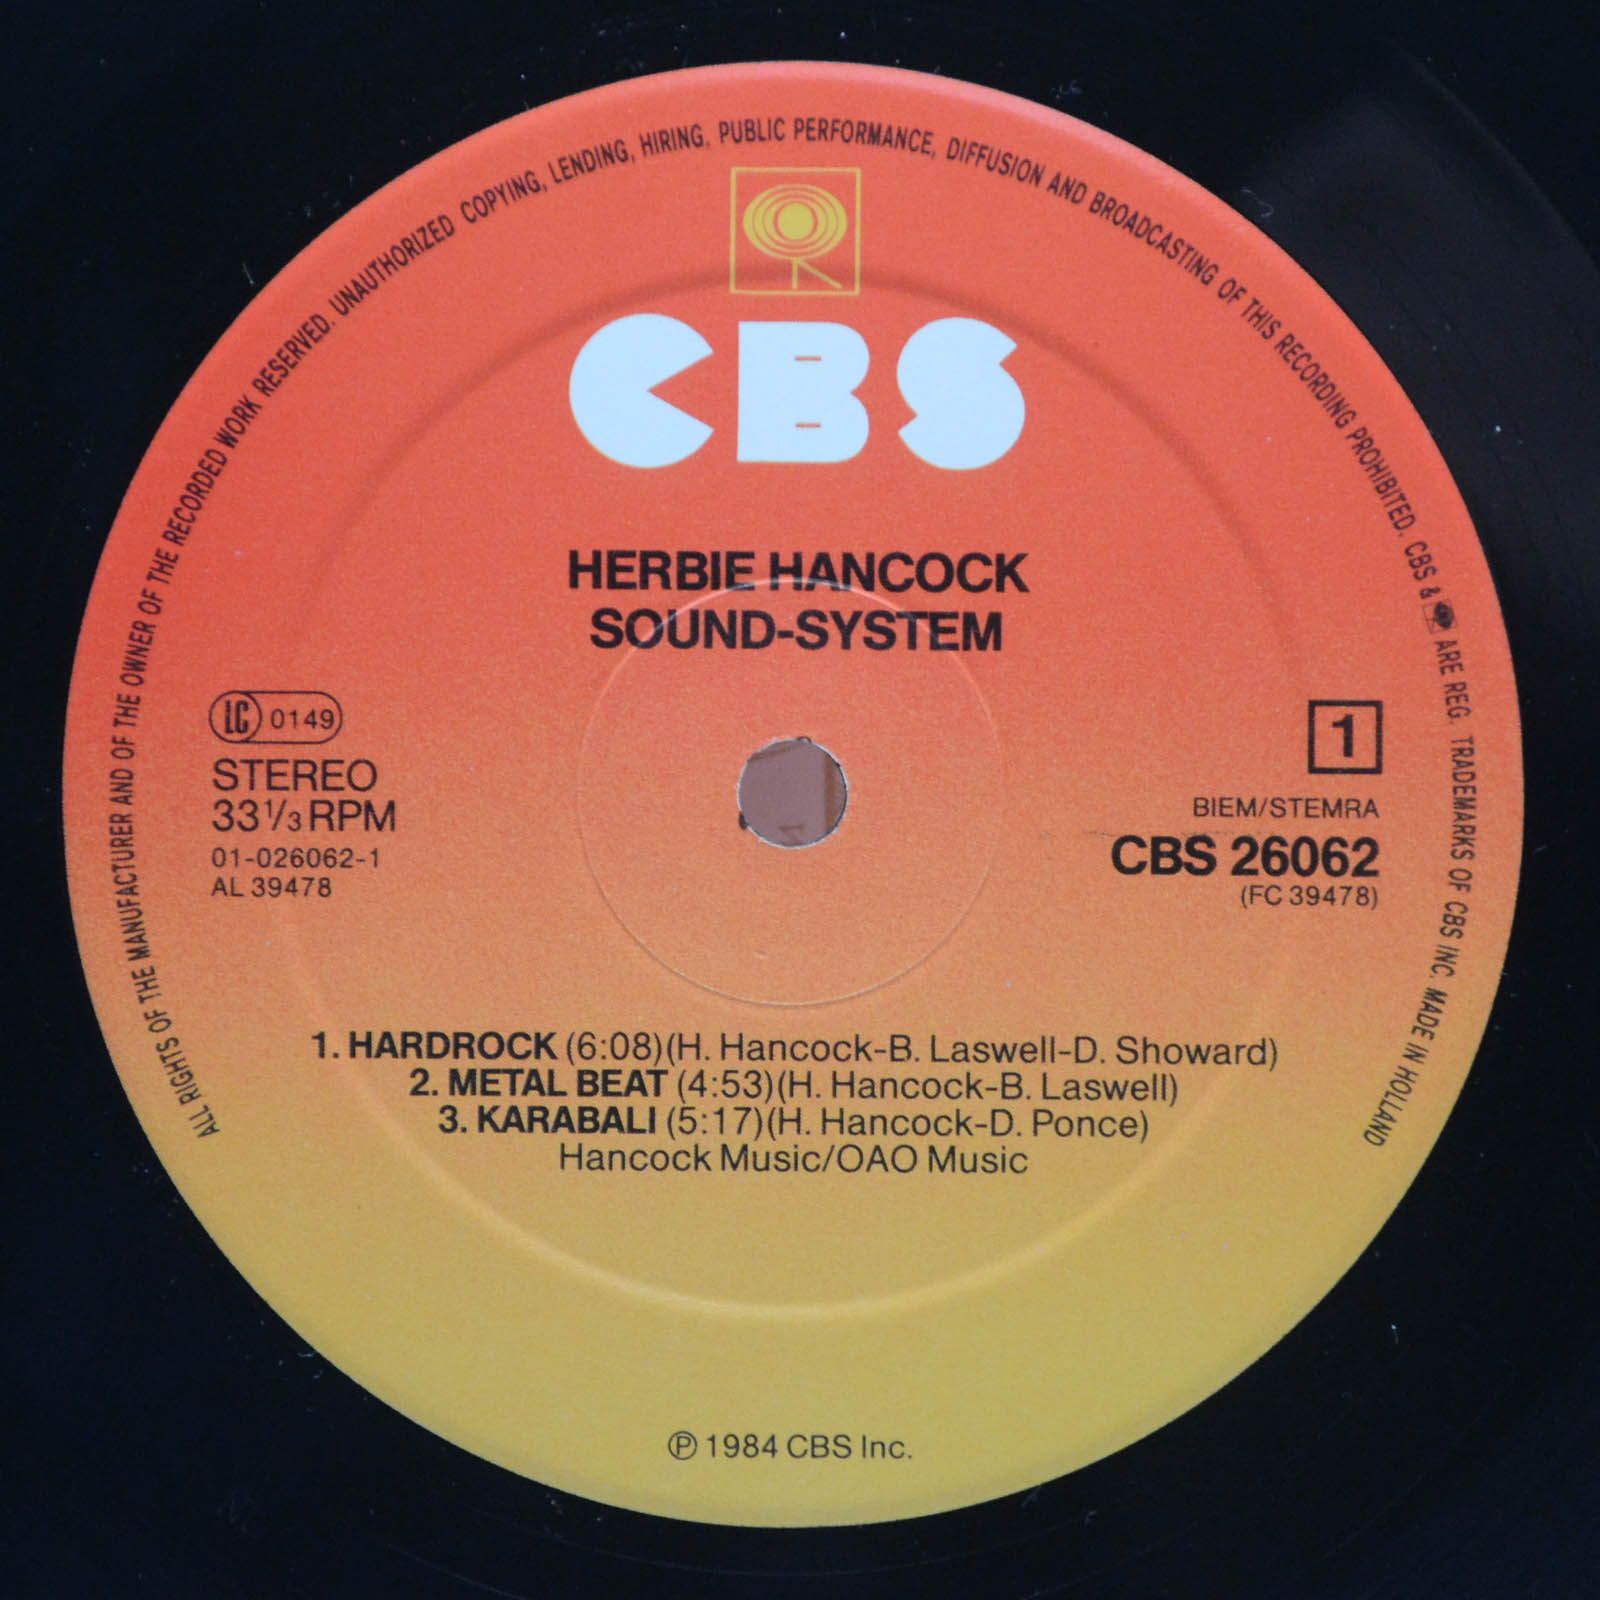 ALL RIGHTS OF THE MANUFACTURER AND OF THE OWNER OF THE RECORDED WORK RESERVED. UNAUTHORIZED COPYING, LENDING, HIRING, PUBLIC PERFORMANCE, DIFFUSION AND BROADCASTING OF THIS RECORDING PROHIBITED. CBS & ARE REG. TRADEMARKS OF CBS INC. MADE IN HOLLAND
CBS
HERBIE HANCOCK
SOUND-SYSTEM
LC 0149
STEREO
33 1/3 RPM
01-026062-1
AL 39478
1
BIEM/STEMRA
CBS 26062
(FC 39478)
1. HARDROCK (6:08)(H. Hancock-B. Laswell-D. Showard)
2. METAL BEAT (4:53)(H. Hancock-B. Laswell)
3. KARABALI (5:17)(H. Hancock-D. Ponce)
Hancock Music/OAO Music
℗ 1984 CBS Inc.